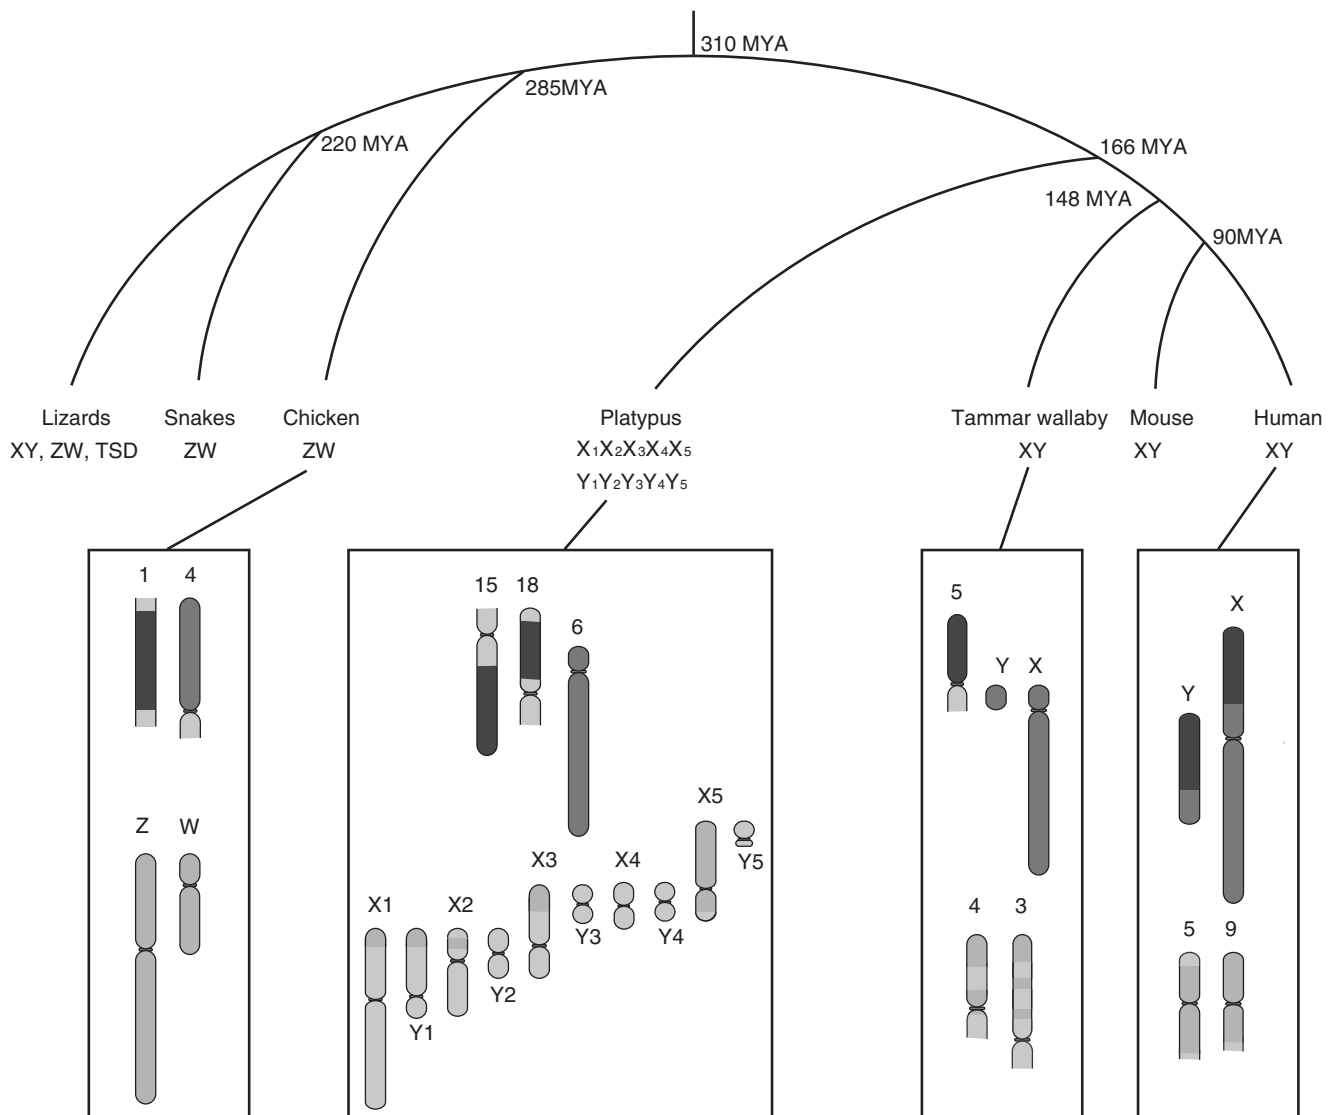 310 MYA
285MYA
220 MYA
166 MYA
148 MYA
90MYA
Lizards Snakes Chicken Platypus Tammar wallaby Mouse Human
XY, ZW, TSD ZW ZW X1X2X3X4X5 XY XY XY
Y1Y2Y3Y4Y5
1 4
Z W
15 18
6
X5
Y5
X3 X4
Y3 Y4
X1 X2
Y2
Y1
5
Y X
4 3
X
Y
5 9